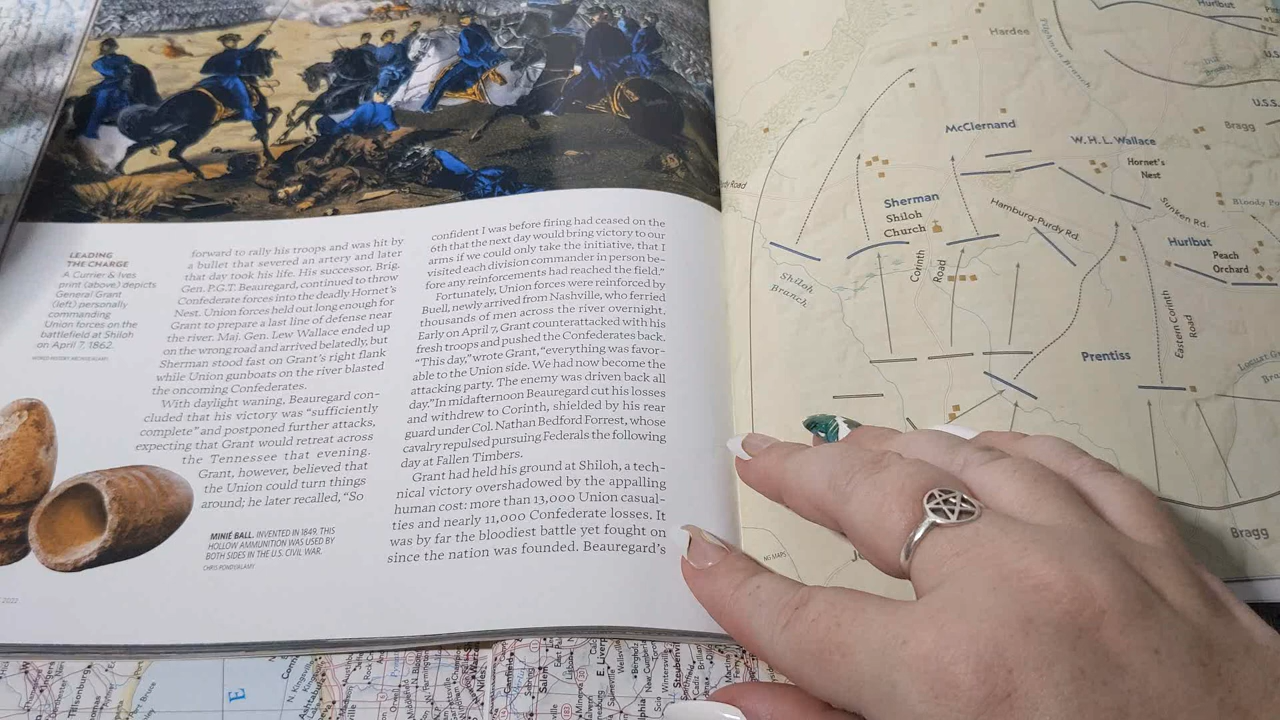 LEADING
THE CHARGE
A Currier & Ives
print (above) depicts
General Grant
(left) personally
commanding
Union forces on the
battlefield at Shiloh
on April 7, 1862.
forward to rally his troops and was hit by
a bullet that severed an artery and later
that day took his life. His successor, Brig.
Gen. P.G.T. Beauregard, continued to throw
Confederate forces into the deadly Hornet's
Nest. Union forces held out long enough for
Grant to prepare a last line of defense near
the river. Maj. Gen. Lew Wallace ended up
on the wrong road and arrived belatedly, but
Sherman stood fast on Grant's right flank
while Union gunboats on the river blasted
the oncoming Confederates.
With daylight waning, Beauregard con-
cluded that his victory was "sufficiently
complete" and postponed further attacks,
expecting that Grant would retreat across
the Tennessee that evening.
Grant, however, believed that
the Union could turn things
around; he later recalled, "So
MINIÉ BALL. INVENTED IN 1849, THIS
HOLLOW AMMUNITION WAS USED BY
BOTH SIDES IN THE U.S. CIVIL WAR.
CHRIS POND/ALAMY
2022
confident I was before firing had ceased on the
6th that the next day would bring victory to our
arms if we could only take the initiative, that I
visited each division commander in person be-
fore any reinforcements had reached the field."
Fortunately, Union forces were reinforced by
Buell, newly arrived from Nashville, who ferried
thousands of men across the river overnight.
Early on April 7, Grant counterattacked with his
fresh troops and pushed the Confederates back.
"This day," wrote Grant, "everything was favor-
able to the Union side. We had now become the
attacking party. The enemy was driven back all
day." In midafternoon Beauregard cut his losses
and withdrew to Corinth, shielded by his rear
guard under Col. Nathan Bedford Forrest, whose
cavalry repulsed pursuing Federals the following
day at Fallen Timbers.
Grant had held his ground at Shiloh, a tech-
nical victory overshadowed by the appalling
human cost: more than 13,000 Union casual-
ties and nearly 11,000 Confederate losses. It
was by far the bloodiest battle yet fought on
since the nation was founded. Beauregard's
Hurlbut
Hardee
Tilghman Branch
U.S.S.
Bragg
McClernand
W. H. L. Wallace
Hornet's
Nest
Road
Sherman
Shiloh
Church
Hamburg-Purdy Rd.
Sunken Rd.
Bloody
Hurlbut
Peach
Orchard
Shiloh
Branch
Corinth
Road
Eastern Corinth
Road
Prentiss
Bragg
NG MAPS
E